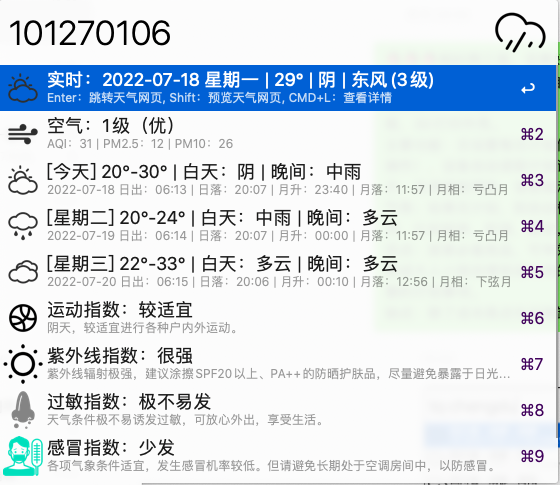 101270106
实时：2022-07-18 星期一 | 29° | 阴 | 东风(3级)
Enter：跳转天气网页, Shift：预览天气网页, CMD+L：查看详情
空气：1级（优）
⌘2
AQI：31 | PM2.5：12 | PM10：26
[今天] 20°-30° | 白天：阴 | 晚间：中雨
⌘3
2022-07-18 日出：06:13 | 日落：20:07 | 月升：23:40 | 月落：11:57 | 月相：亏凸月
[星期二] 20°-24° | 白天：中雨 | 晚间：多云
⌘4
2022-07-19 日出：06:14 | 日落：20:07 | 月升：00:00 | 月落：11:57 | 月相：亏凸月
[星期三] 22°-33° | 白天：多云 | 晚间：多云
⌘5
2022-07-20 日出：06:15 | 日落：20:06 | 月升：00:10 | 月落：12:56 | 月相：下弦月
运动指数：较适宜
⌘6
阴天，较适宜进行各种户内外运动。
紫外线指数：很强
⌘7
紫外线辐射极强，建议涂擦SPF20以上、PA++的防晒护肤品，尽量避免暴露于日光...
过敏指数：极不易发
⌘8
天气条件极不易诱发过敏，可放心外出，享受生活。
感冒指数：少发
⌘9
各项气象条件适宜，发生感冒机率较低。但请避免长期处于空调房间中，以防感冒。